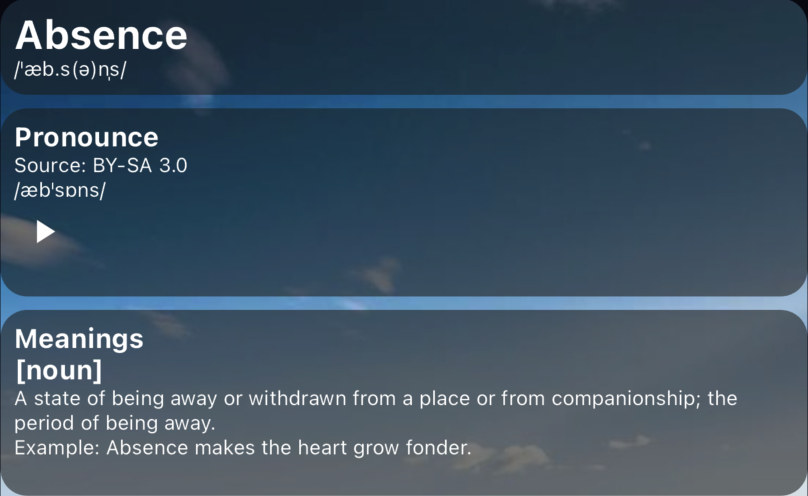 Absence
/ˈæb.s(ə)n̩s/
Pronounce
Source: BY-SA 3.0
/æbˈsɒns/
Meanings
[noun]
A state of being away or withdrawn from a place or from companionship; the
period of being away.
Example: Absence makes the heart grow fonder.